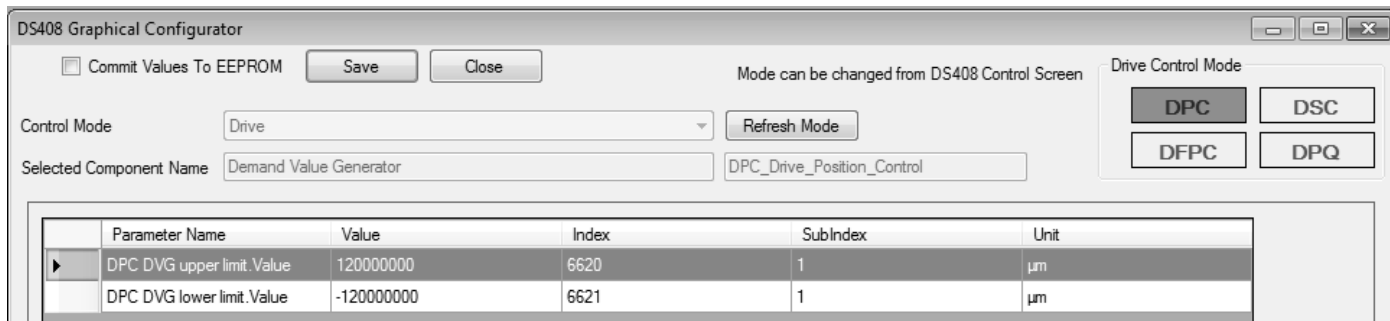 DS408 Graphical Configurator
Commit Values To EEPROM Save Close
Mode can be changed from DS408 Control Screen
Drive Control Mode
DPC DSC
DFPC DPQ
Control Mode Drive Refresh Mode
Selected Component Name Demand Value Generator DPC_Drive_Position_Control
Parameter Name Value Index SubIndex Unit
DPC DVG upper limit.Value 120000000 6620 1 µm
DPC DVG lower limit.Value -120000000 6621 1 µm